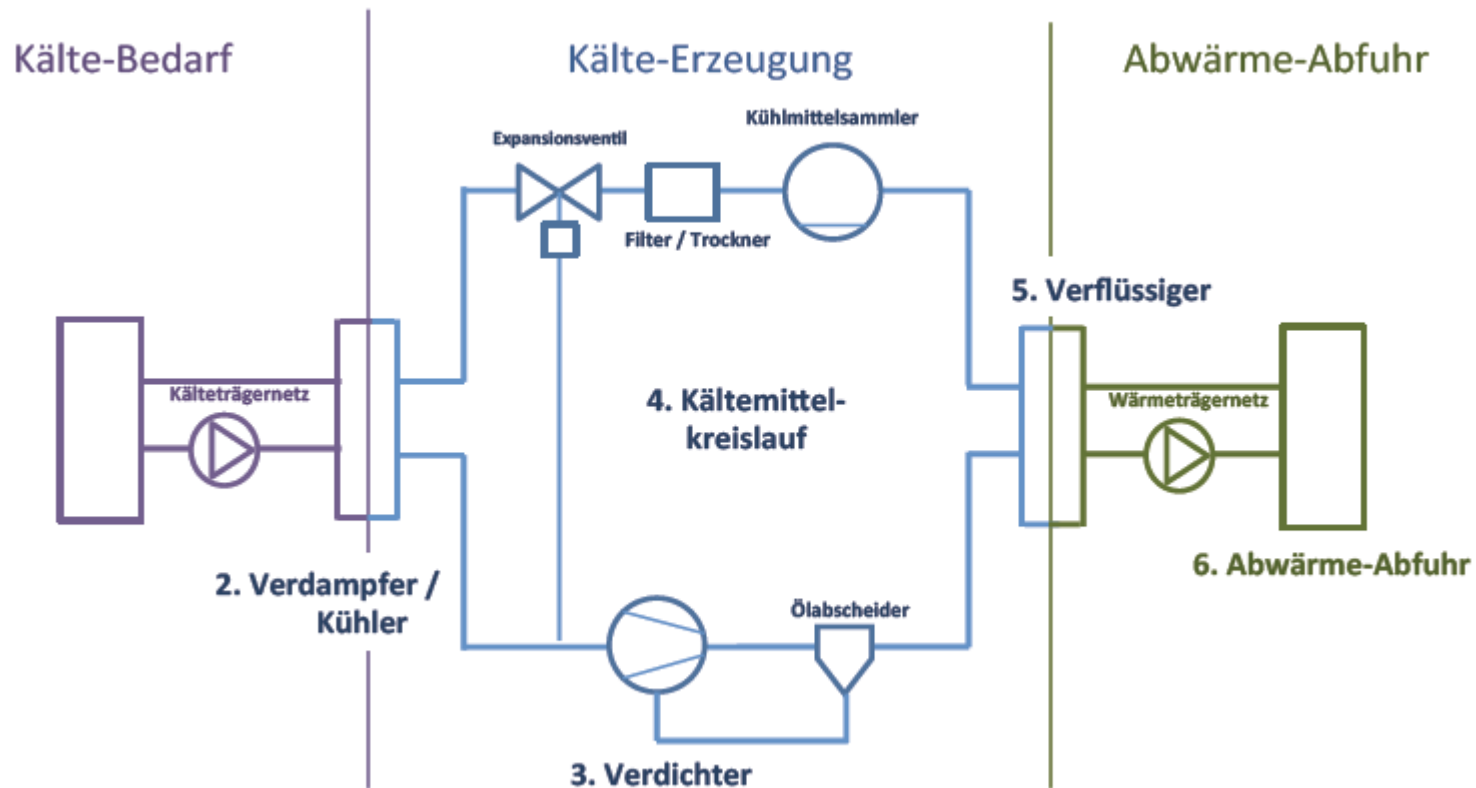 Kälte-Bedarf
Kälte-Erzeugung
Abwärme-Abfuhr
Expansionsventil
Kühlmittelsammler
Filter / Trockner
5. Verflüssiger
Kälteträgernetz
4. Kältemittel-
kreislauf
Wärmeträgernetz
2. Verdampfer /
Kühler
6. Abwärme-Abfuhr
Ölabscheider
3. Verdichter